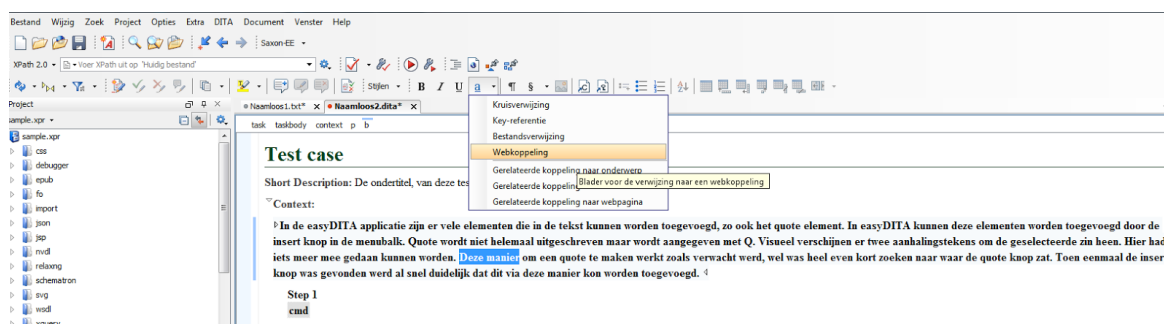 Bestand Wijzig Zoek Project Opties Extra DITA Document Venster Help
Saxon-EE
XPath 2.0 Voer XPath uit op 'Huidig bestand'
Stijlen B I U a ¶ §
Project
Naamloos1.txt* x Naamloos2.dita* x
sample.xpr
task taskbody context p b
sample.xpr
css
debugger
epub
fo
import
json
jsp
nvdl
relaxng
schematron
svg
wsdl
xquery
Kruisverwijzing
Key-referentie
Bestandsverwijzing
Webkoppeling
Gerelateerde koppeling naar onderwerp
Gerelateerde koppeling
Blader voor de verwijzing naar een webkoppeling
Gerelateerde koppeling naar webpagina
Test case
Short Description: De ondertitel, van deze tes
Context:
In de easyDITA applicatie zijn er vele elementen die in de tekst kunnen worden toegevoegd, zo ook het quote element. In easyDITA kunnen deze elementen worden toegevoegd door de
insert knop in de menubalk. Quote wordt niet helemaal uitgeschreven maar wordt aangegeven met Q. Visueel verschijnen er twee aanhalingstekens om de geselecteerde zin heen. Hier had
iets meer mee gedaan kunnen worden. Deze manier om een quote te maken werkt zoals verwacht werd, wel was heel even kort zoeken naar waar de quote knop zat. Toen eenmaal de inser
knop was gevonden werd al snel duidelijk dat dit via deze manier kon worden toegevoegd.
Step 1
cmd